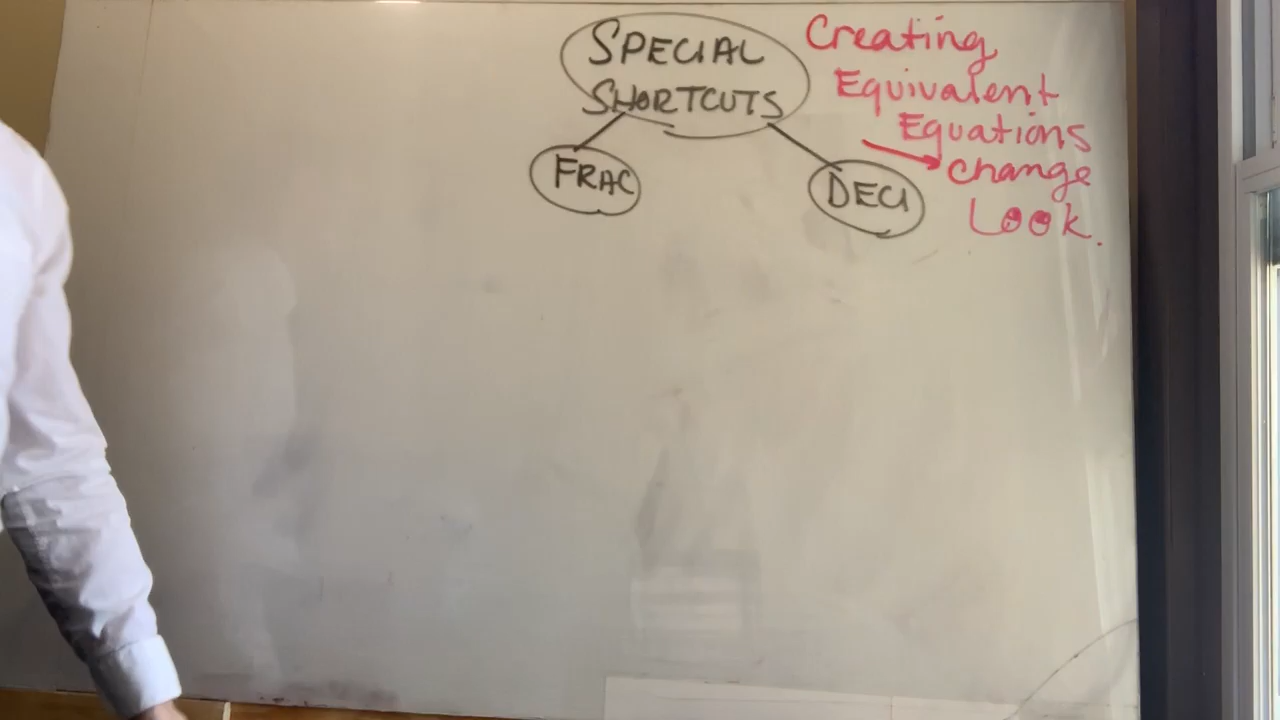 SPECIAL
SHORTCUTS
FRAC
DECI
Creating
Equivalent
Equations
change
Look.